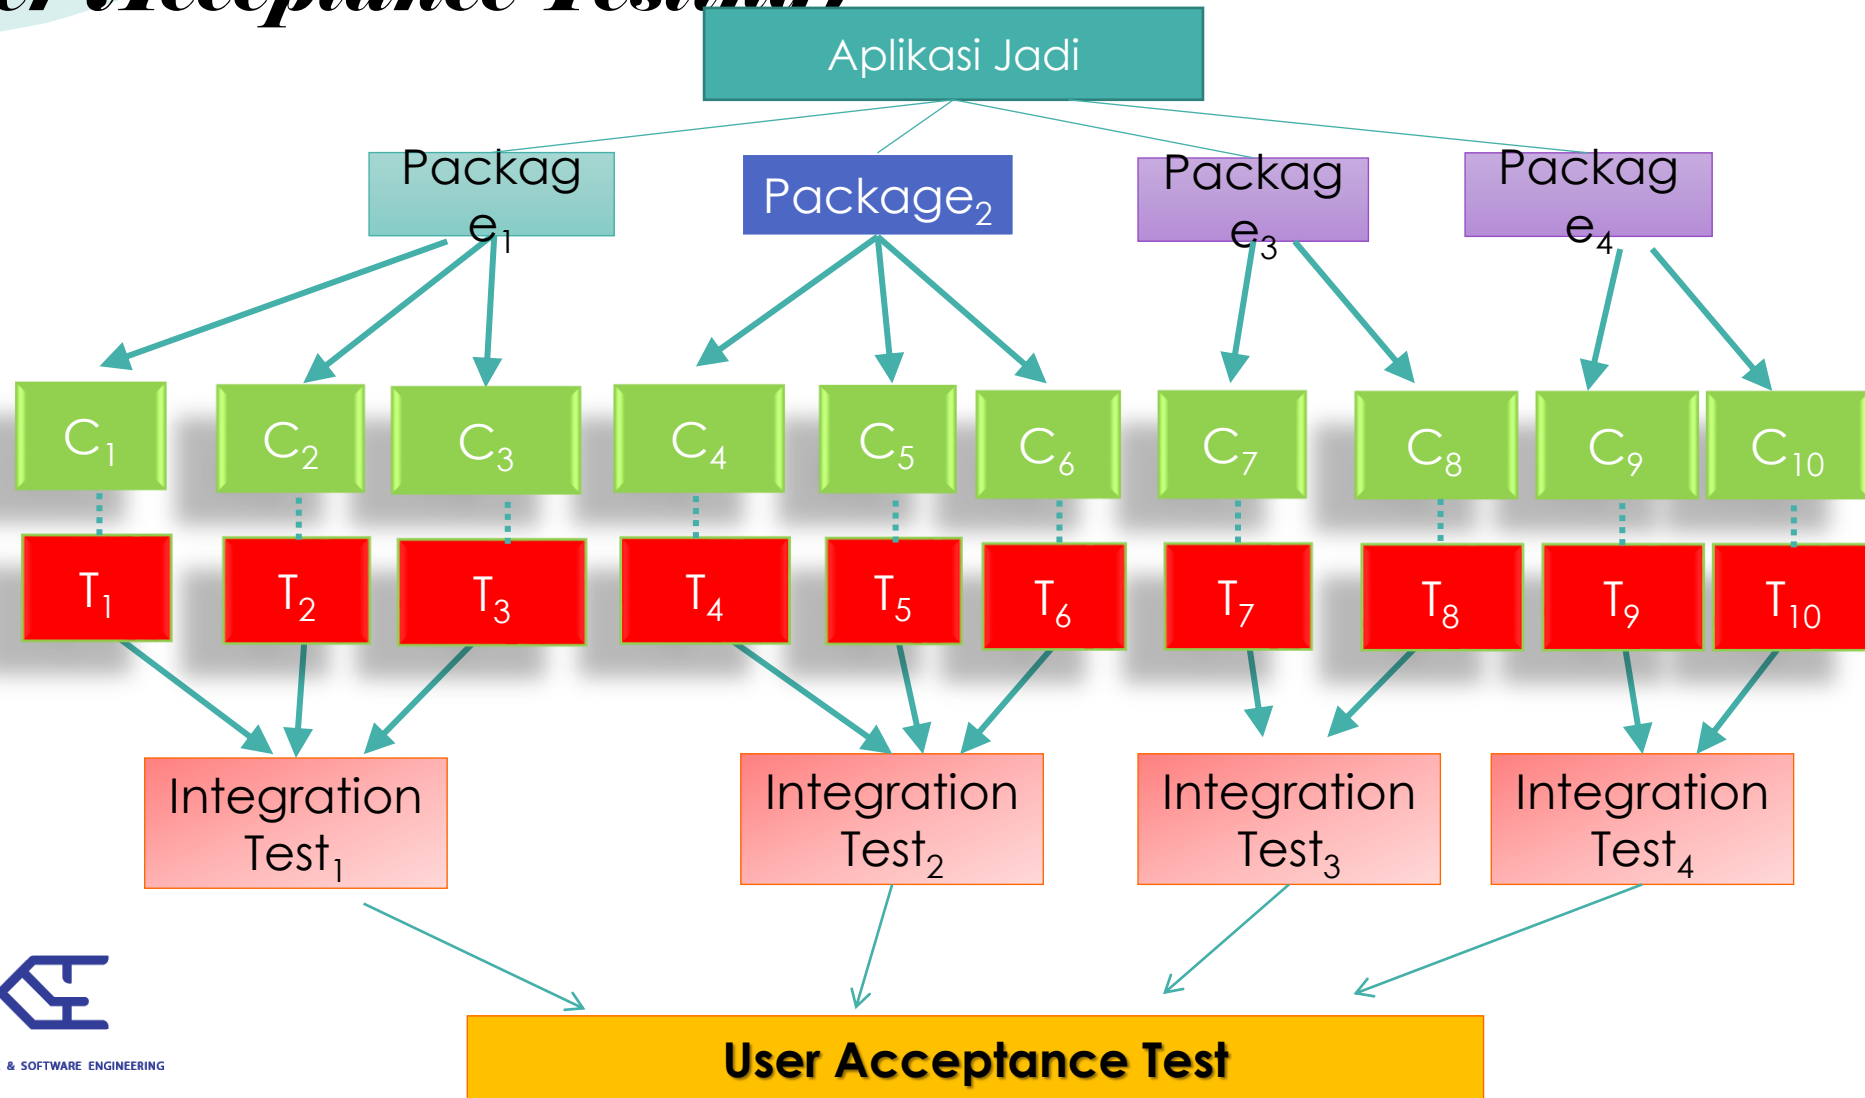 Acceptance Testing)
Aplikasi Jadi
Packag
e1
Package2
Packag
e3
Packag
e4
C1 C2 C3 C4 C5 C6 C7 C8 C9 C10
T1 T2 T3 T4 T5 T6 T7 T8 T9 T10
Integration
Test1
Integration
Test2
Integration
Test3
Integration
Test4
& SOFTWARE ENGINEERING
User Acceptance Test